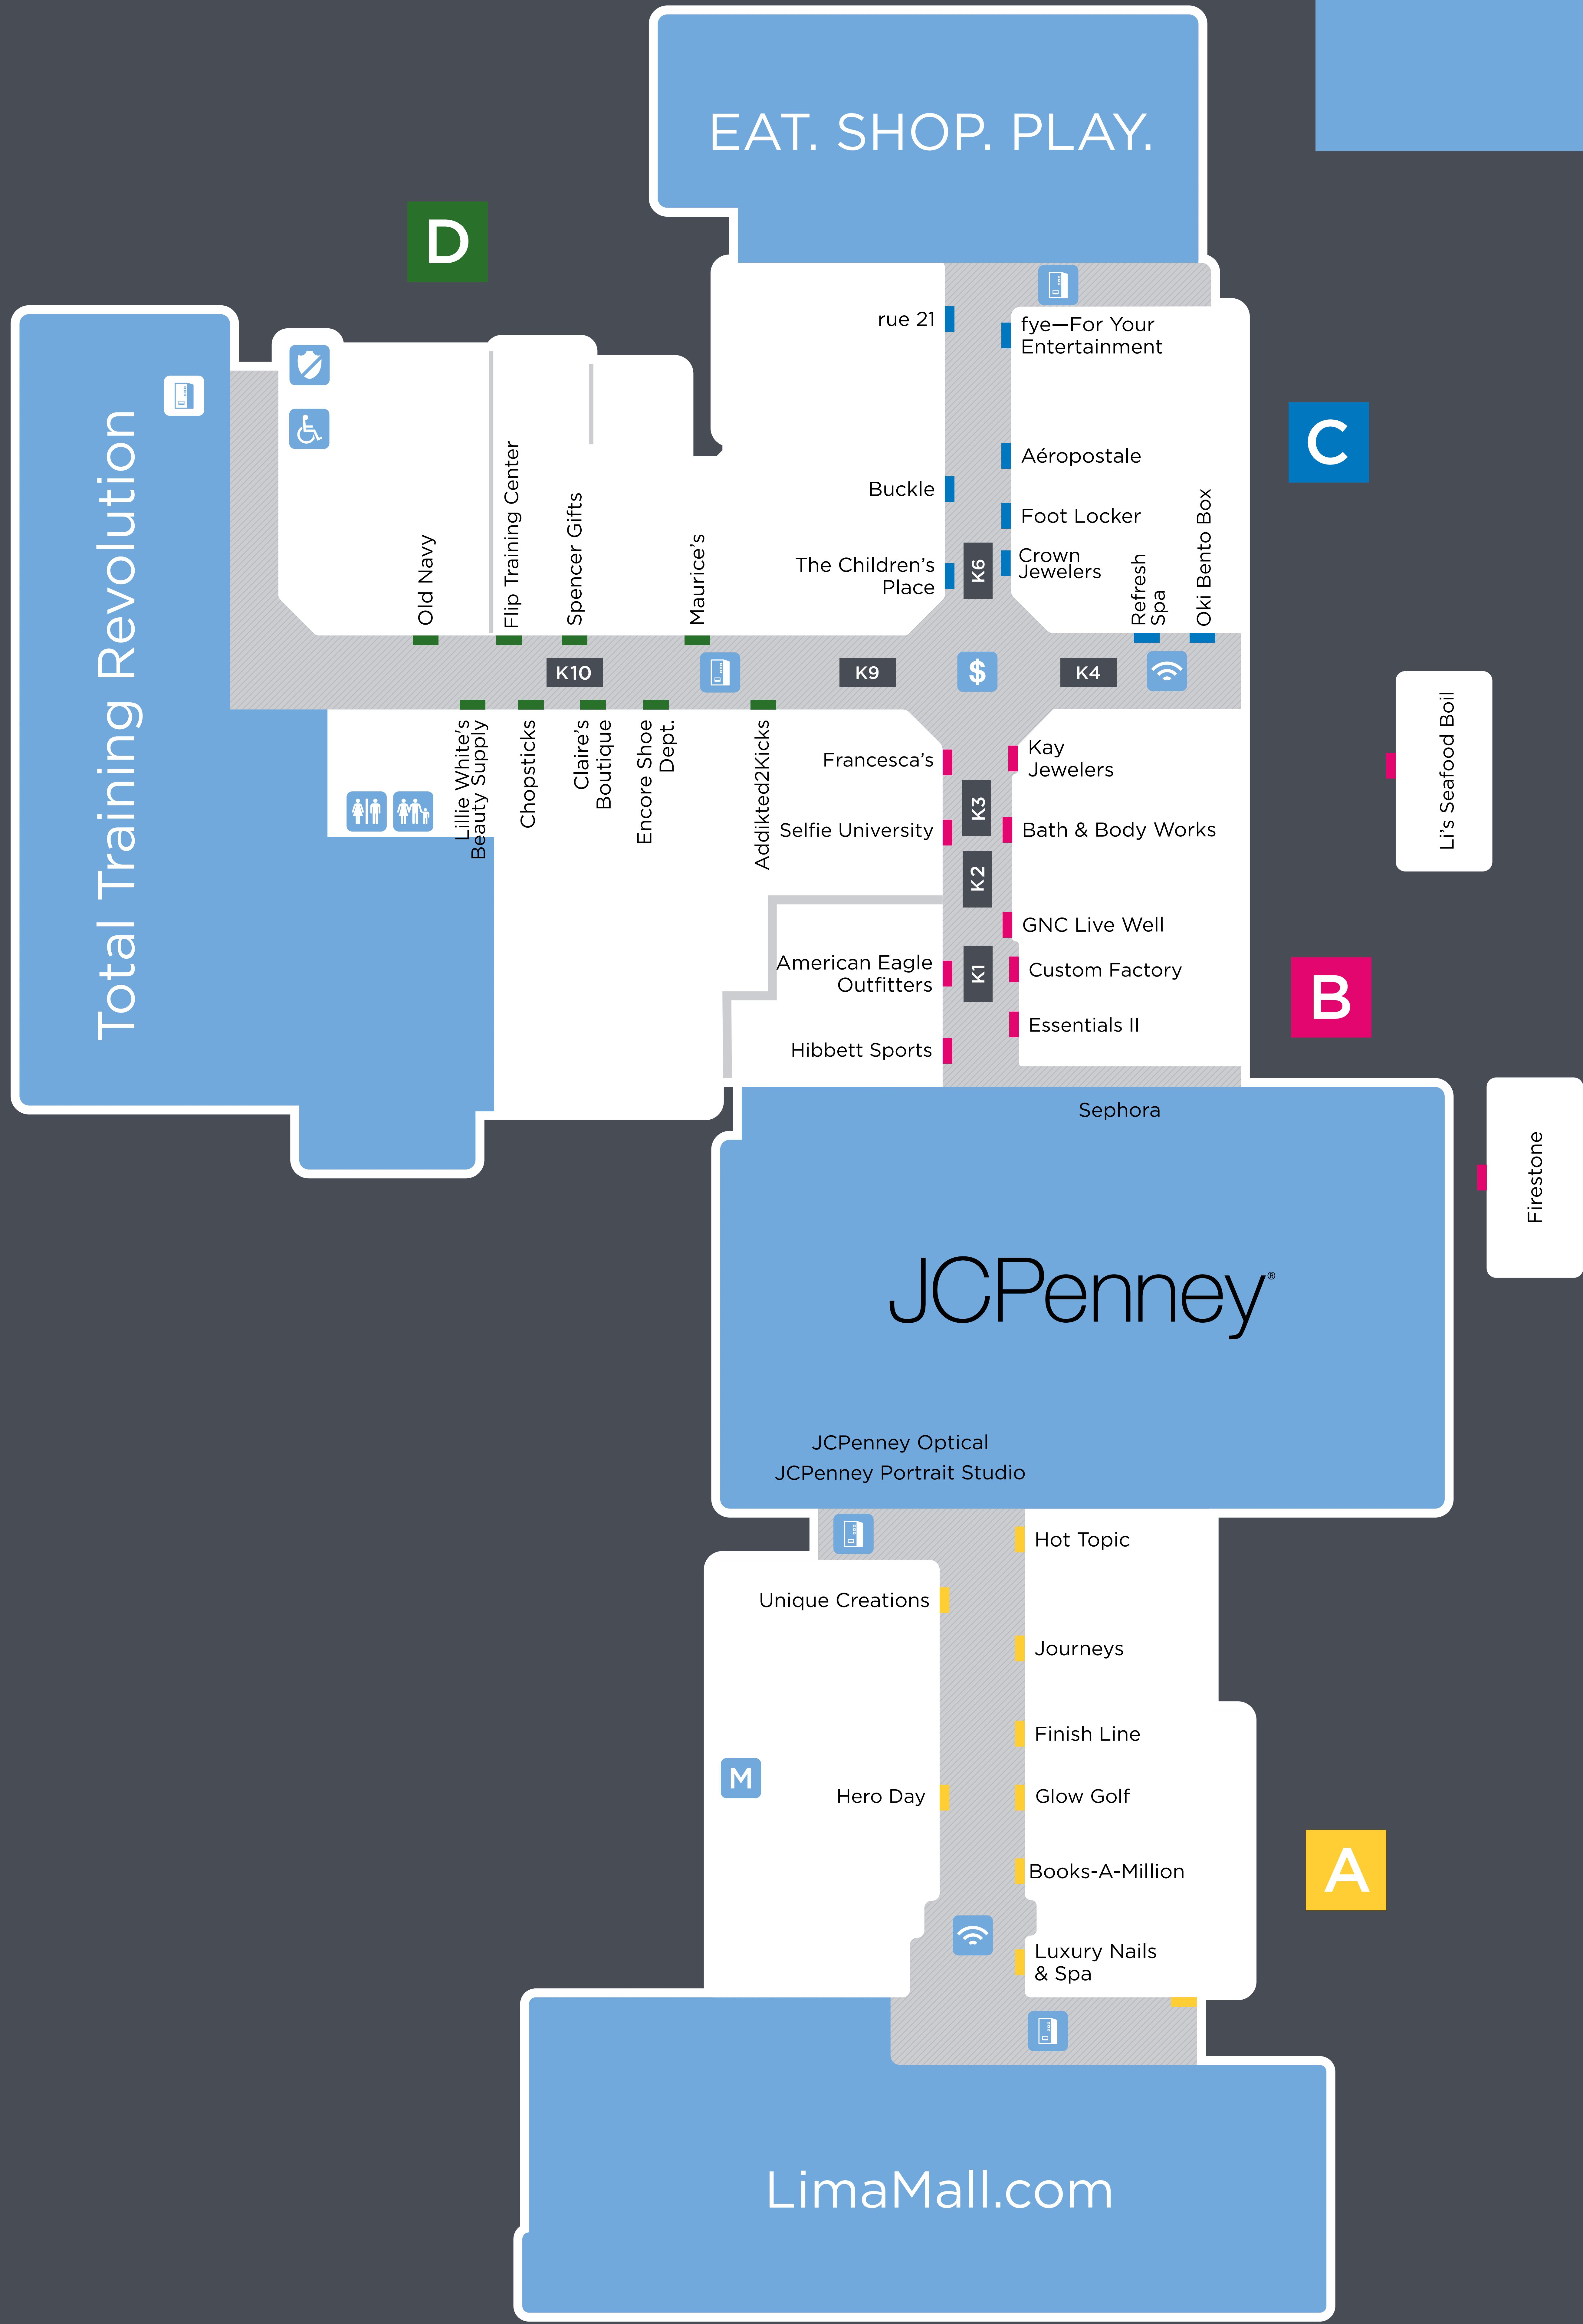 EAT. SHOP. PLAY.
D
rue 21
fye—For Your
Entertainment
C
Aéropostale
Buckle
Foot Locker
Crown
Jewelers
The Children's
Place
K6
Refresh
Spa
Oki Bento Box
Total Training Revolution
Old Navy
Flip Training Center
Spencer Gifts
Maurice's
K10
K9
$
K4
Lillie White's
Beauty Supply
Chopsticks
Claire's
Boutique
Encore Shoe
Dept.
Addikted2Kicks
Francesca's
Kay
Jewelers
K3
Selfie University
Bath & Body Works
K2
GNC Live Well
American Eagle
Outfitters
K1
Custom Factory
Essentials II
Hibbett Sports
Li's Seafood Boil
B
Firestone
Sephora
JCPenney®
JCPenney Optical
JCPenney Portrait Studio
Hot Topic
Unique Creations
Journeys
Finish Line
M
Hero Day
Glow Golf
Books-A-Million
A
Luxury Nails
& Spa
LimaMall.com